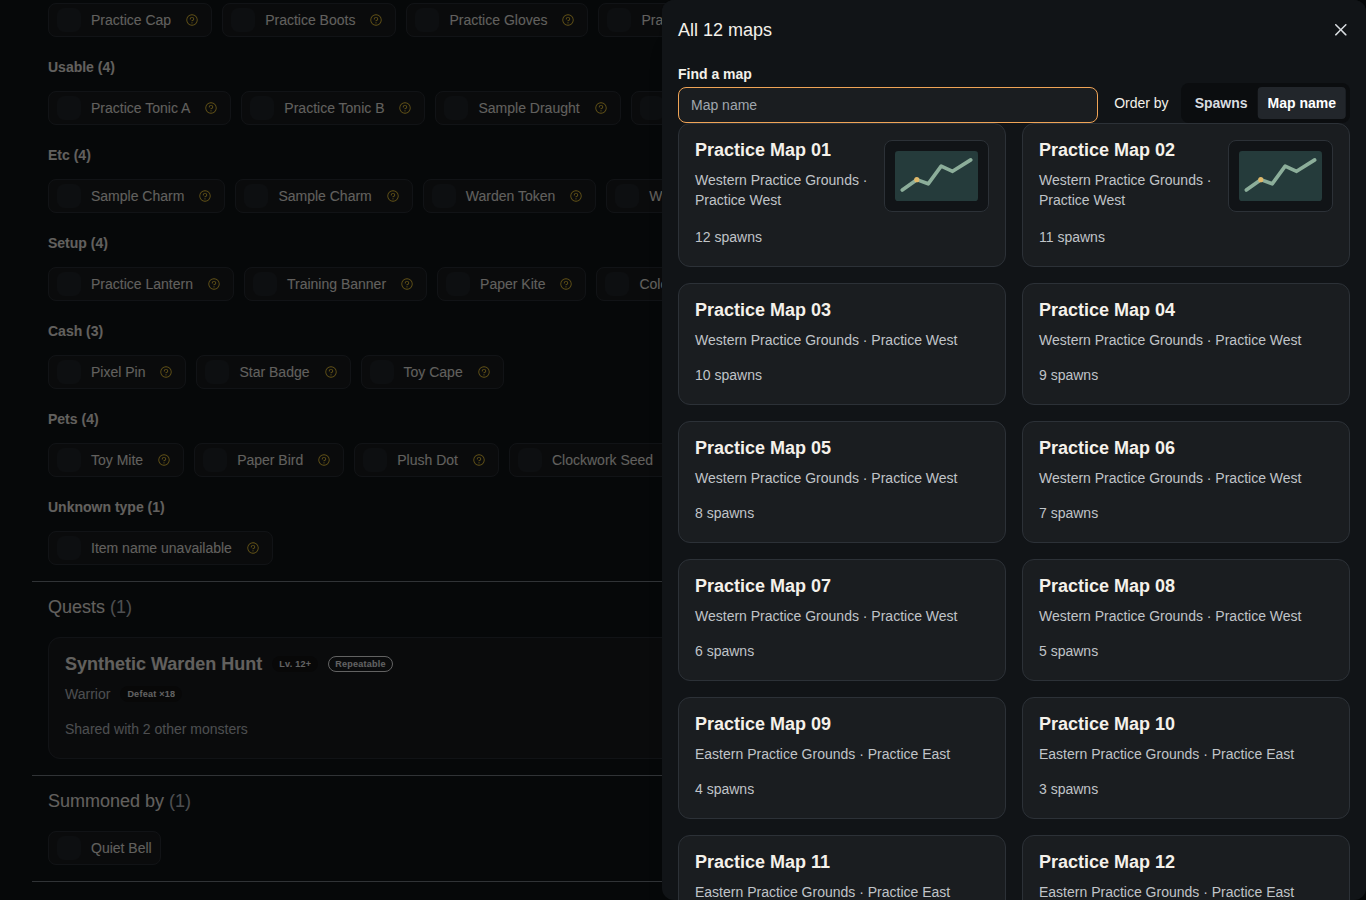 Practice Cap
Practice Boots
Practice Gloves
Usable (4)
Practice Tonic A
Practice Tonic B
Sample Draught
Etc (4)
Sample Charm
Sample Charm
Warden Token
Setup (4)
Practice Lantern
Training Banner
Paper Kite
Cash (3)
Pixel Pin
Star Badge
Toy Cape
Pets (4)
Toy Mite
Paper Bird
Plush Dot
Clockwork Seed
Unknown type (1)
Item name unavailable
Quests (1)
Synthetic Warden Hunt Lv. 12+ Repeatable
Warrior Defeat ×18
Shared with 2 other monsters
Summoned by (1)
Quiet Bell
All 12 maps
Find a map
Map name
Order by Spawns Map name
Practice Map 01
Western Practice Grounds ·
Practice West
12 spawns
Practice Map 02
Western Practice Grounds ·
Practice West
11 spawns
Practice Map 03
Western Practice Grounds · Practice West
10 spawns
Practice Map 04
Western Practice Grounds · Practice West
9 spawns
Practice Map 05
Western Practice Grounds · Practice West
8 spawns
Practice Map 06
Western Practice Grounds · Practice West
7 spawns
Practice Map 07
Western Practice Grounds · Practice West
6 spawns
Practice Map 08
Western Practice Grounds · Practice West
5 spawns
Practice Map 09
Eastern Practice Grounds · Practice East
4 spawns
Practice Map 10
Eastern Practice Grounds · Practice East
3 spawns
Practice Map 11
Eastern Practice Grounds · Practice East
Practice Map 12
Eastern Practice Grounds · Practice East